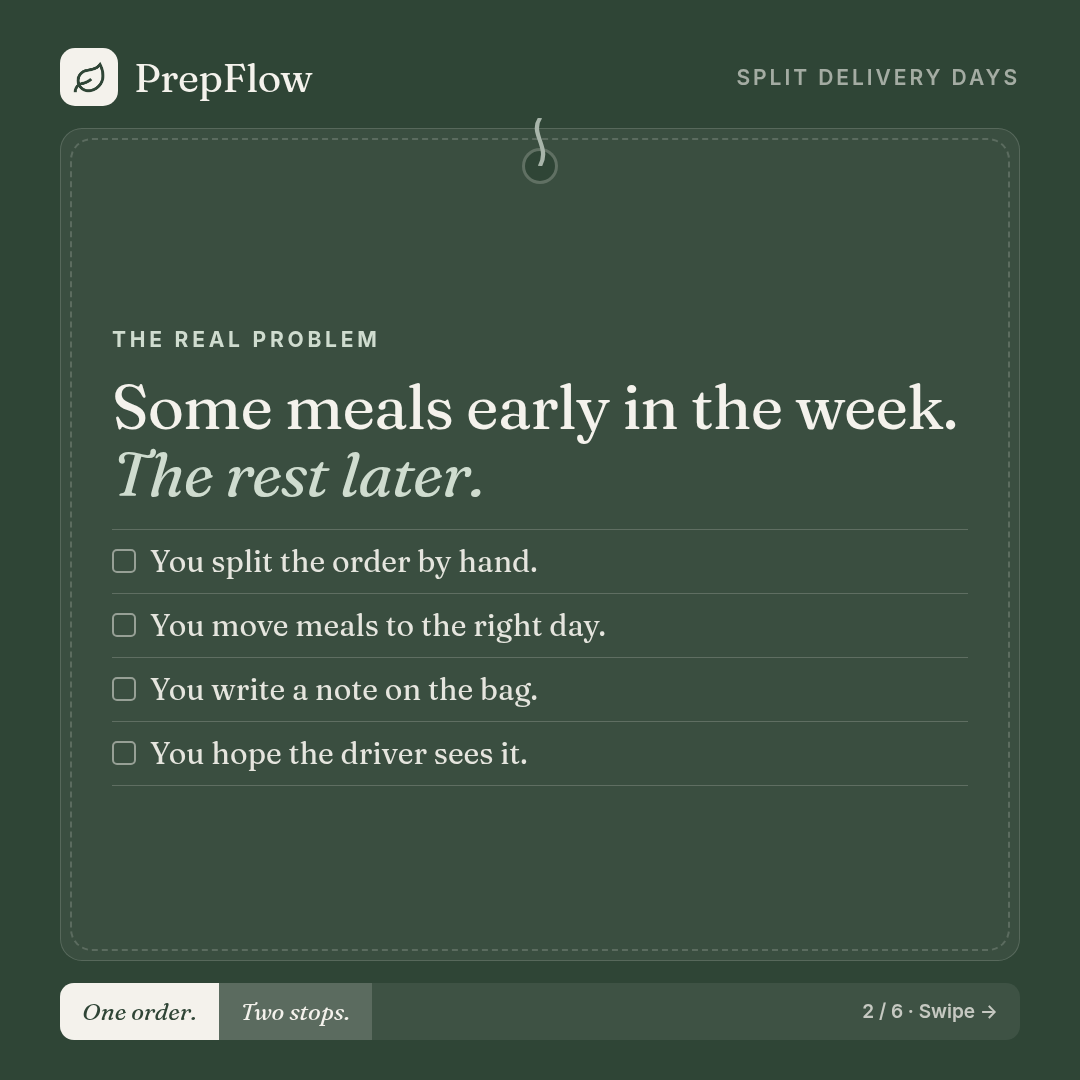 PrepFlow
SPLIT DELIVERY DAYS
THE REAL PROBLEM
Some meals early in the week.
The rest later.
You split the order by hand.
You move meals to the right day.
You write a note on the bag.
You hope the driver sees it.
One order.
Two stops.
2 / 6 · Swipe →